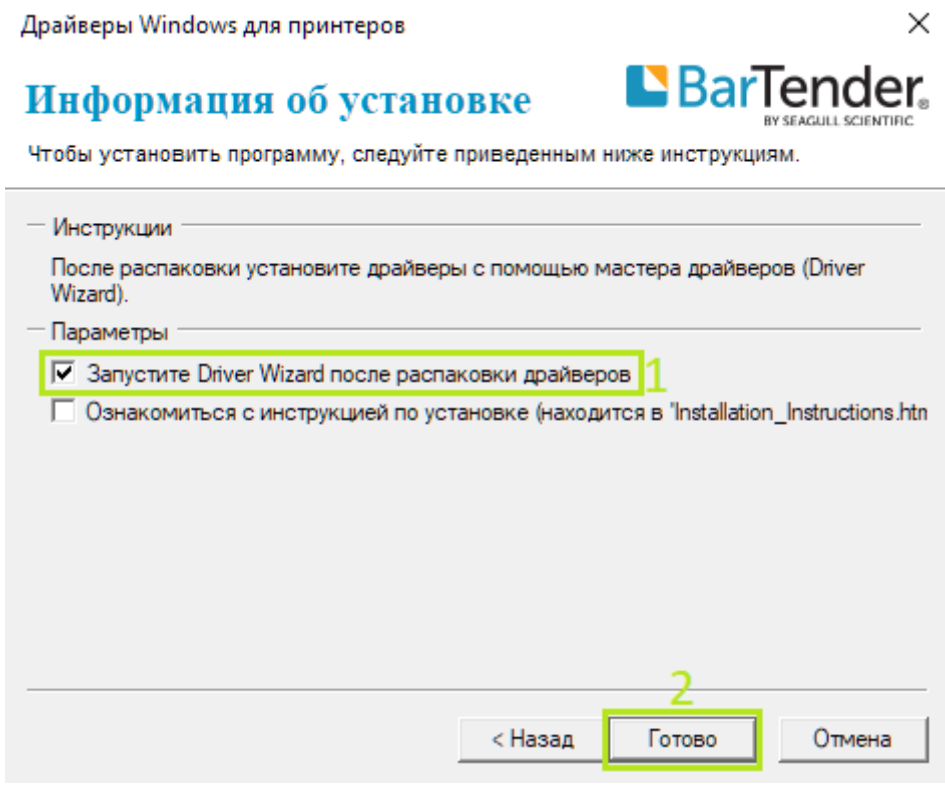 Драйверы Windows для принтеров
Информация об установке
BarTender®
BY SEAGULL SCIENTIFIC
Чтобы установить программу, следуйте приведенным ниже инструкциям.
Инструкции
После распаковки установите драйверы с помощью мастера драйверов (Driver
Wizard).
Параметры
Запустите Driver Wizard после распаковки драйверов 1
Ознакомиться с инструкцией по установке (находится в "Installation_Instructions.htm
2
< Назад Готово Отмена